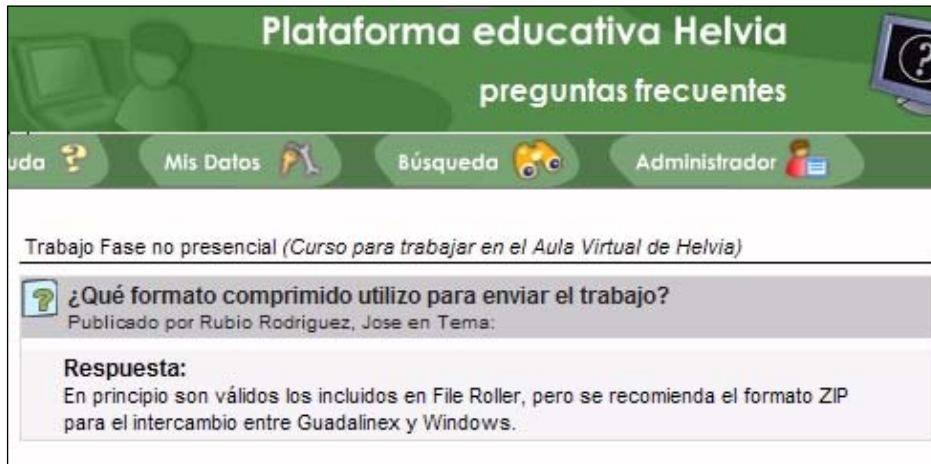 Plataforma educativa Helvia
preguntas frecuentes
uda Mis Datos Búsqueda Administrador
Trabajo Fase no presencial (Curso para trabajar en el Aula Virtual de Helvia)
¿Qué formato comprimido utilizo para enviar el trabajo?
Publicado por Rubio Rodriguez, Jose en Tema:
Respuesta:
En principio son válidos los incluidos en File Roller, pero se recomienda el formato ZIP
para el intercambio entre Guadalinex y Windows.